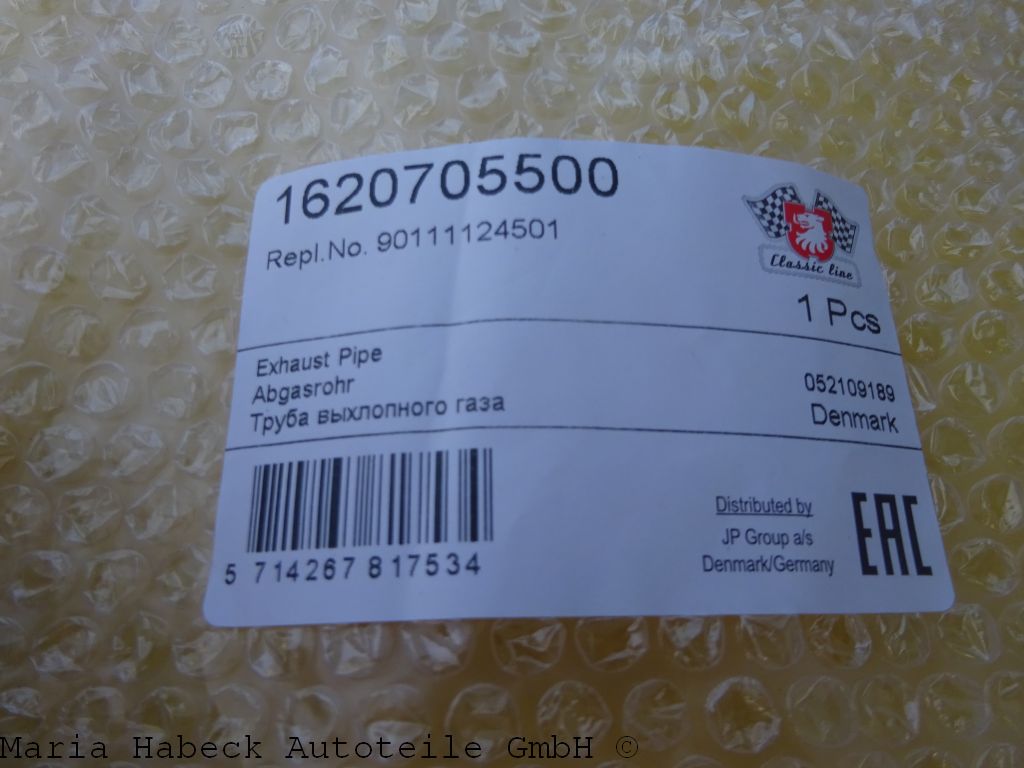 1620705500
Repl.No. 90111124501
Classic line
1 Pcs
Exhaust Pipe
Abgasrohr
Труба выхлопного газа
052109189
Denmark
5 714267 817534
Distributed by
JP Group a/s
Denmark/Germany
EAC
Maria Habeck Autoteile GmbH ©